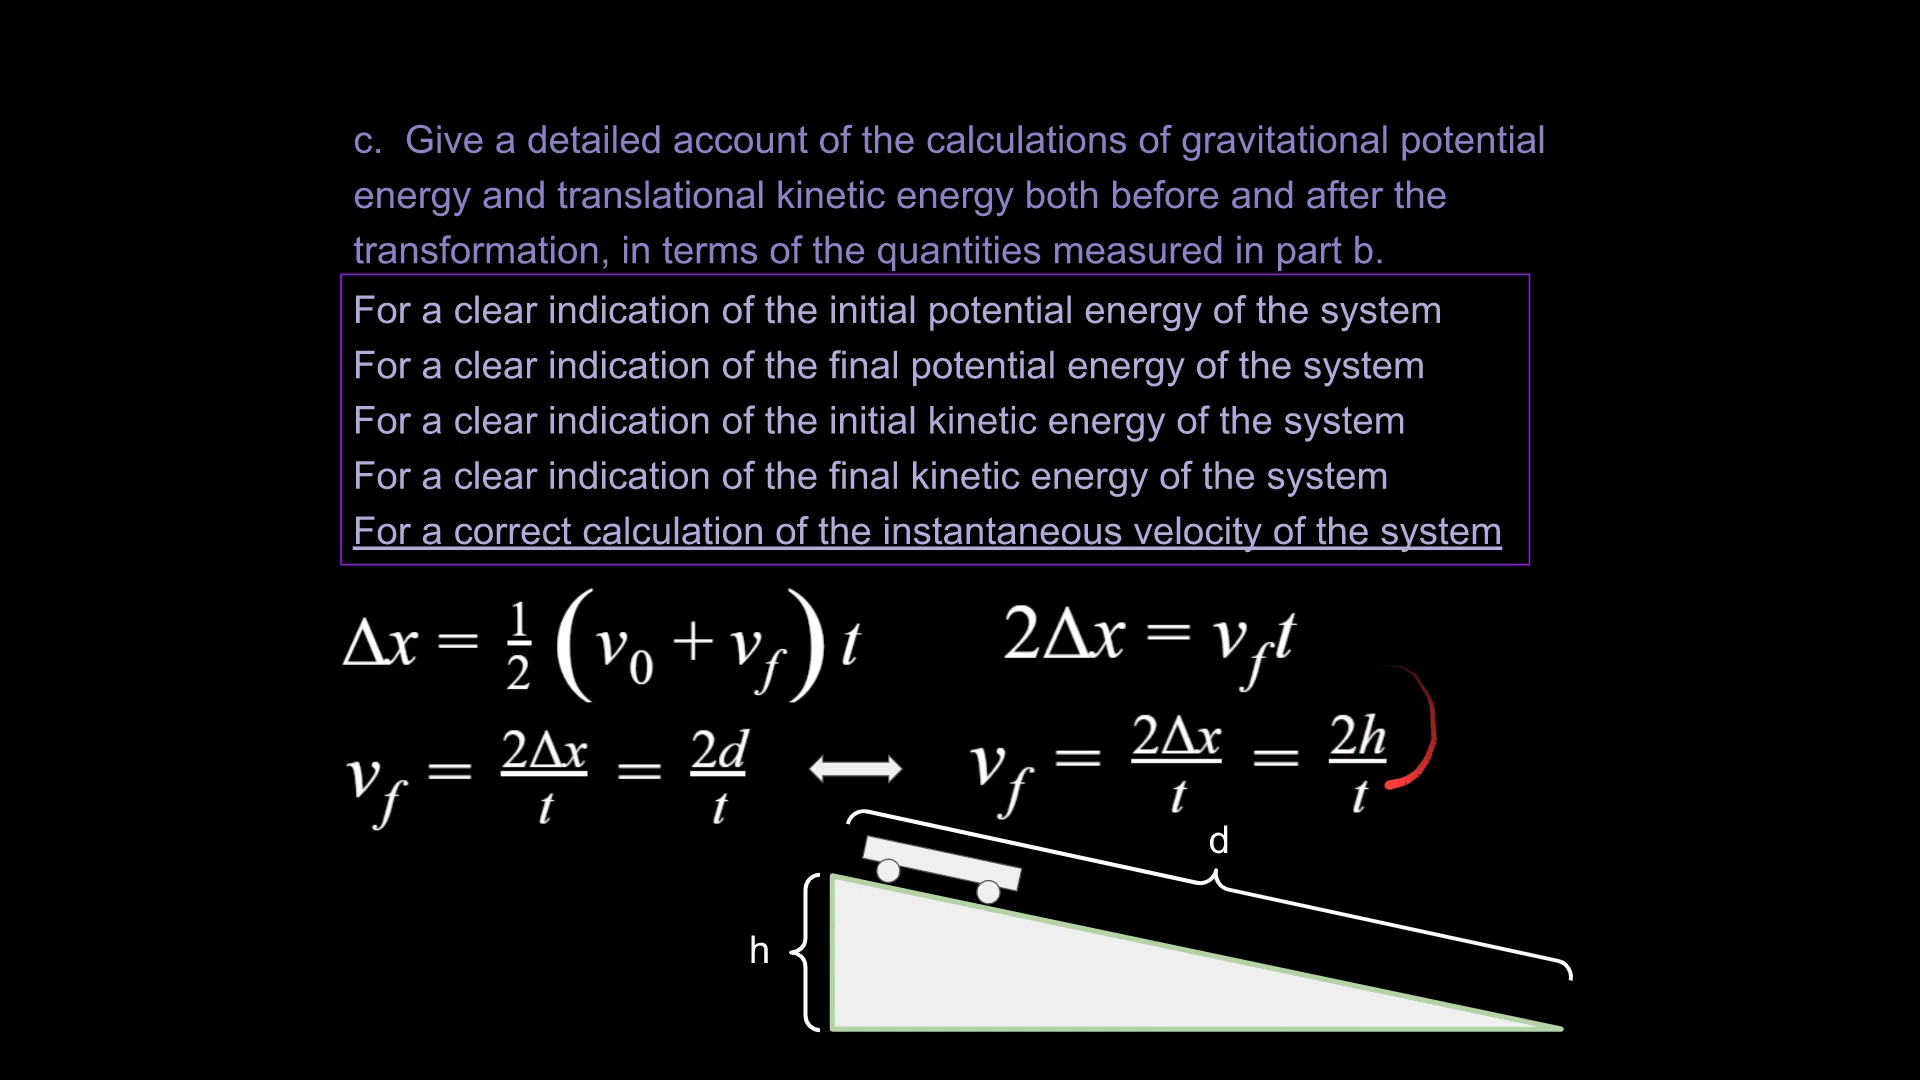 c. Give a detailed account of the calculations of gravitational potential
energy and translational kinetic energy both before and after the
transformation, in terms of the quantities measured in part b.
For a clear indication of the initial potential energy of the system
For a clear indication of the final potential energy of the system
For a clear indication of the initial kinetic energy of the system
For a clear indication of the final kinetic energy of the system
For a correct calculation of the instantaneous velocity of the system
Δx = 1/2 (v₀ + v_f) t
2Δx = v_f t
v_f = 2Δx/t = 2d/t
v_f = 2Δx/t = 2h/t
d
h